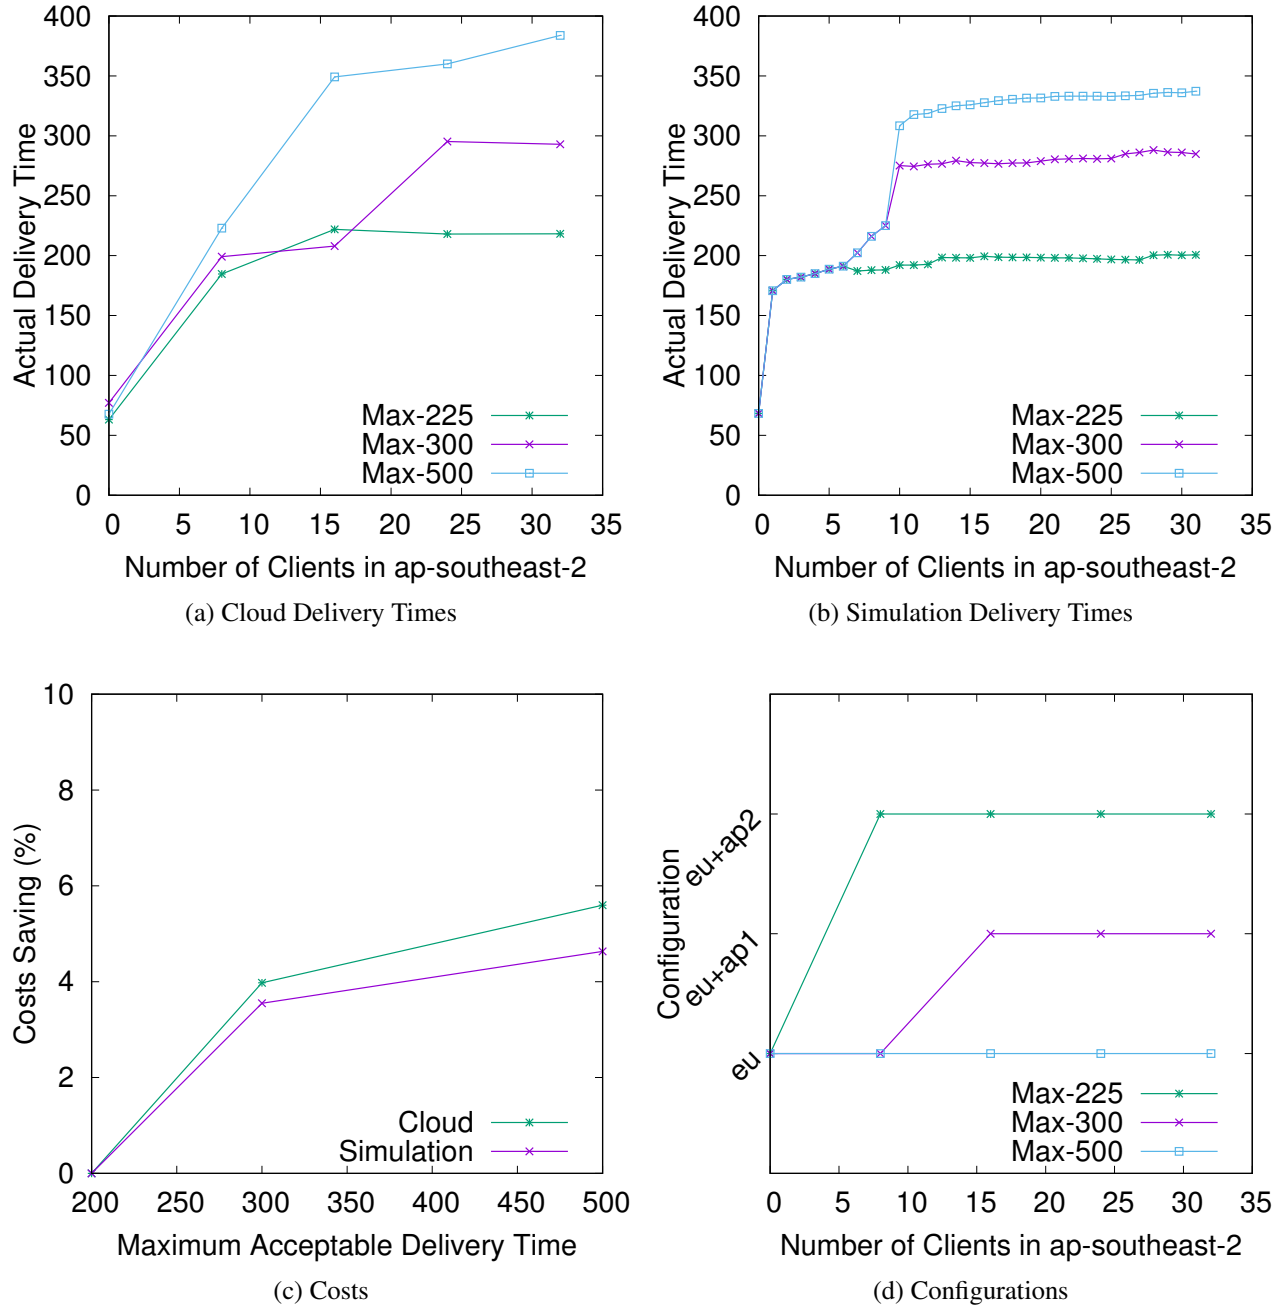 400
350
300
250
200
150
100
50
0
Actual Delivery Time
Max-225
Max-300
Max-500
0 5 10 15 20 25 30 35
Number of Clients in ap-southeast-2
(a) Cloud Delivery Times
400
350
300
250
200
150
100
50
0
Actual Delivery Time
Max-225
Max-300
Max-500
0 5 10 15 20 25 30 35
Number of Clients in ap-southeast-2
(b) Simulation Delivery Times
10
8
6
4
2
0
Costs Saving (%)
Cloud
Simulation
200 250 300 350 400 450 500
Maximum Acceptable Delivery Time
(c) Costs
eu+ap2
eu+ap1
eu
Configuration
Max-225
Max-300
Max-500
0 5 10 15 20 25 30 35
Number of Clients in ap-southeast-2
(d) Configurations